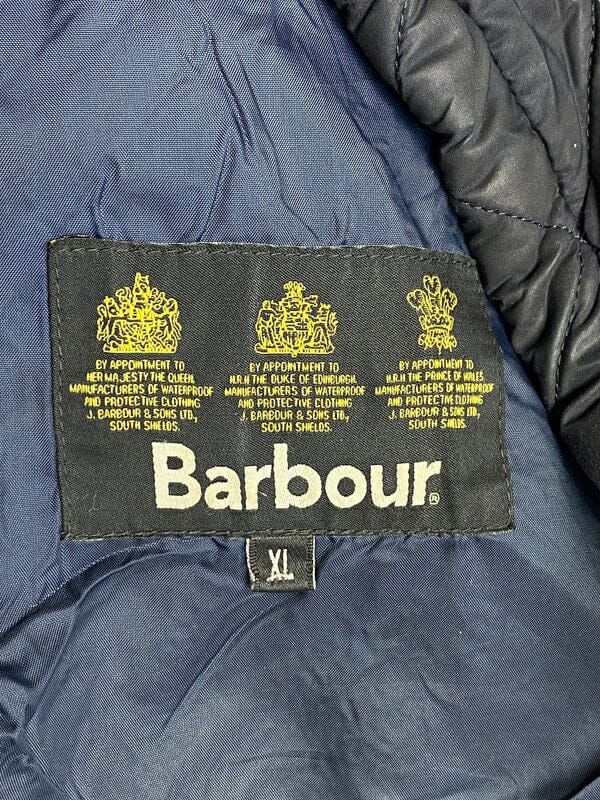 BY APPOINTMENT TO
HER MAJESTY THE QUEEN
MANUFACTURERS OF WATERPROOF
AND PROTECTIVE CLOTHING
J. BARBOUR & SONS LTD,
SOUTH SHIELDS.
BY APPOINTMENT TO
H.R.H THE DUKE OF EDINBURGH
MANUFACTURERS OF WATERPROOF
AND PROTECTIVE CLOTHING
J. BARBOUR & SONS LTD,
SOUTH SHIELDS.
BY APPOINTMENT TO
H.R.H THE PRINCE OF WALES
MANUFACTURERS OF WATERPROOF
AND PROTECTIVE CLOTHING
J. BARBOUR & SONS LTD,
SOUTH SHIELDS.
Barbour®
XL